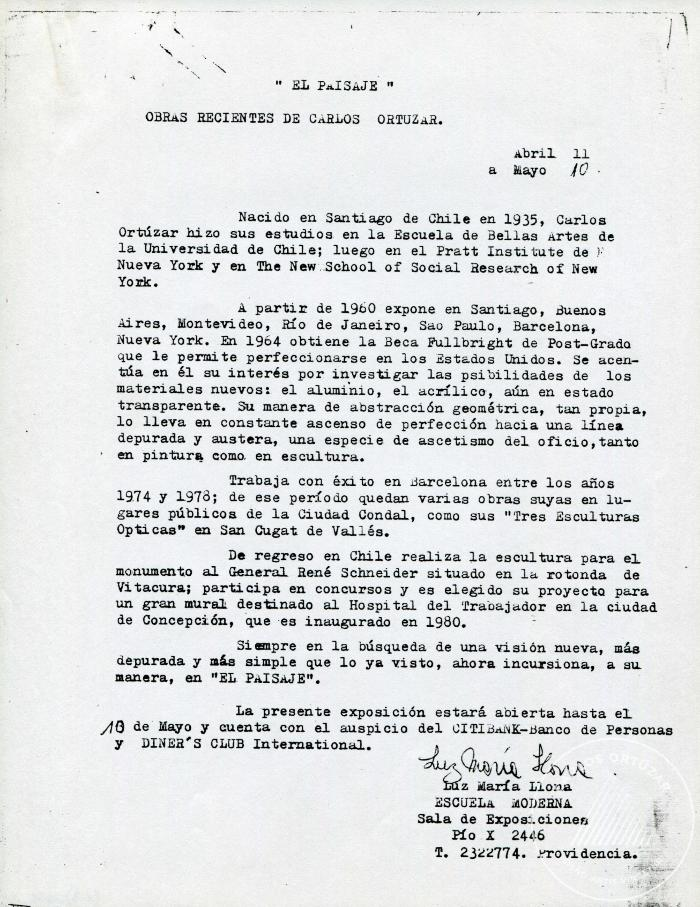 " EL PAISAJE "
OBRAS RECIENTES DE CARLOS ORTUZAR.
Abril 11
a Mayo 10.
Nacido en Santiago de Chile en 1935, Carlos
Ortúzar hizo sus estudios en la Escuela de Bellas Artes de
la Universidad de Chile; luego en el Pratt Institute de
Nueva York y en The New School of Social Research of New
York.
A partir de 1960 expone en Santiago, Buenos
Aires, Montevideo, Río de Janeiro, Sao Paulo, Barcelona,
Nueva York. En 1964 obtiene la Beca Fullbright de Post-Grado
que le permite perfeccionarse en los Estados Unidos. Se acen-
túa en él su interés por investigar las psibilidades de los
materiales nuevos: el aluminio, el acrílico, aún en estado
transparente. Su manera de abstracción geométrica, tan propia,
lo lleva en constante ascenso de perfección hacia una línea
depurada y austera, una especie de ascetismo del oficio,tanto
en pintura como en escultura.
Trabaja con éxito en Barcelona entre los años
1974 y 1978; de ese período quedan varias obras suyas en lu-
gares públicos de la Ciudad Condal, como sus "Tres Esculturas
Opticas" en San Cugat de Vallés.
De regreso en Chile realiza la escultura para el
monumento al General René Schneider situado en la rotonda de
Vitacura; participa en concursos y es elegido su proyecto para
un gran mural destinado al Hospital del Trabajador en la ciudad
de Concepción, que es inaugurado en 1980.
Siempre en la búsqueda de una visión nueva, más
depurada y más simple que lo ya visto, ahora incursiona, a su
manera, en "EL PAISAJE".
La presente exposición estará abierta hasta el
10 de Mayo y cuenta con el auspicio del CITIBANK-Banco de Personas
y DINER'S CLUB International.
Luz María Llona
Luz María Llona
ESCUELA MODERNA
Sala de Exposiciones
Pío X 2446
T. 2322774. Providencia.